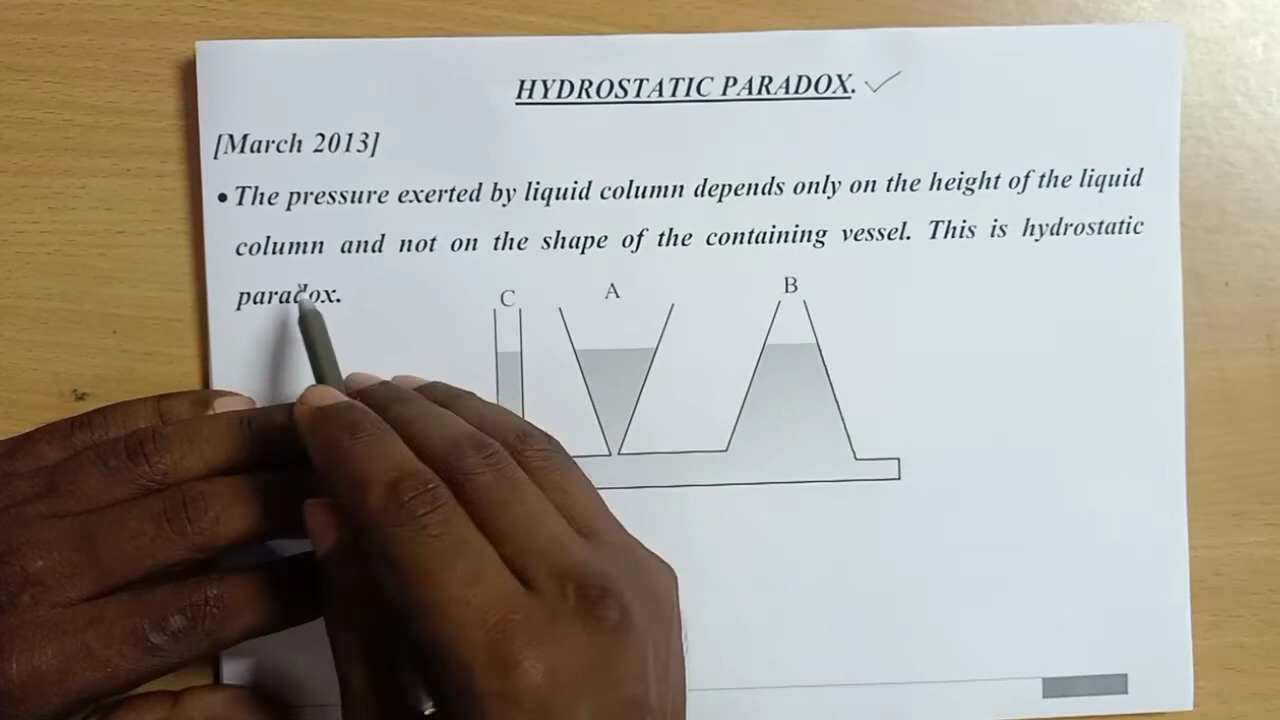 HYDROSTATIC PARADOX.
[March 2013]
• The pressure exerted by liquid column depends only on the height of the liquid
column and not on the shape of the containing vessel. This is hydrostatic
paradox.
C A B